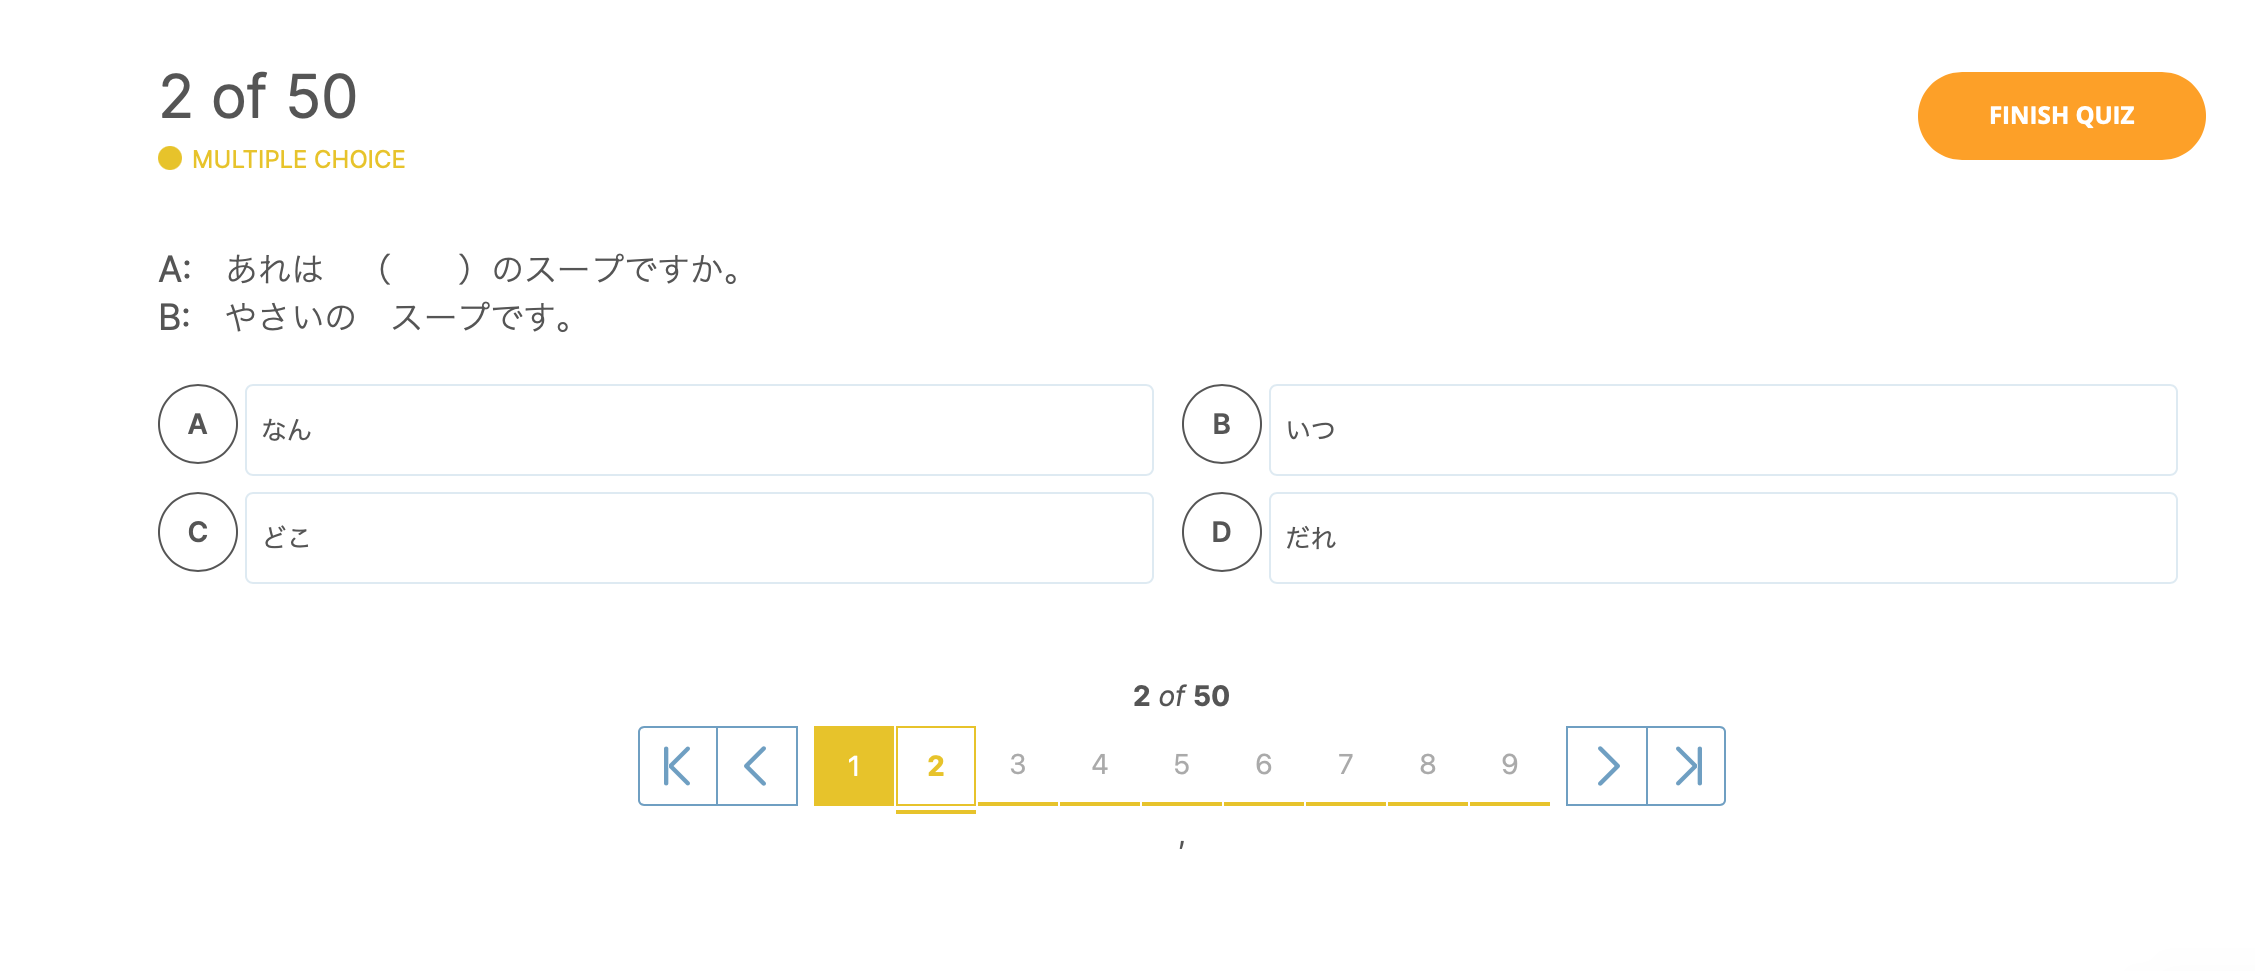 2 of 50
FINISH QUIZ
MULTIPLE CHOICE
A:　あれは　（　　）のスープですか。
B:　やさいの　スープです。
A なん
B いつ
C どこ
D だれ
2 of 50
1 2 3 4 5 6 7 8 9
,